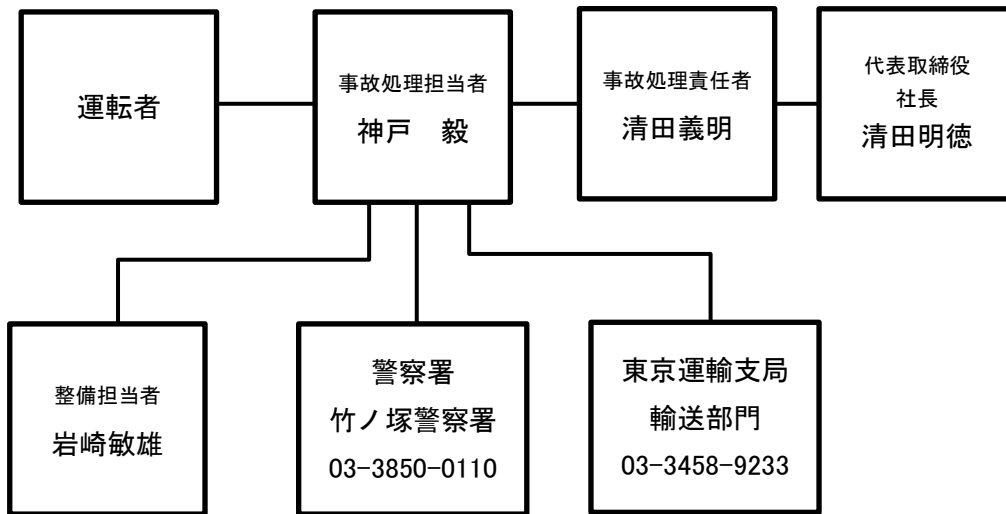 運転者
事故処理担当者
神戸　毅
事故処理責任者
清田義明
代表取締役
社長
清田明徳
整備担当者
岩崎敏雄
警察署
竹ノ塚警察署
03-3850-0110
東京運輸支局
輸送部門
03-3458-9233